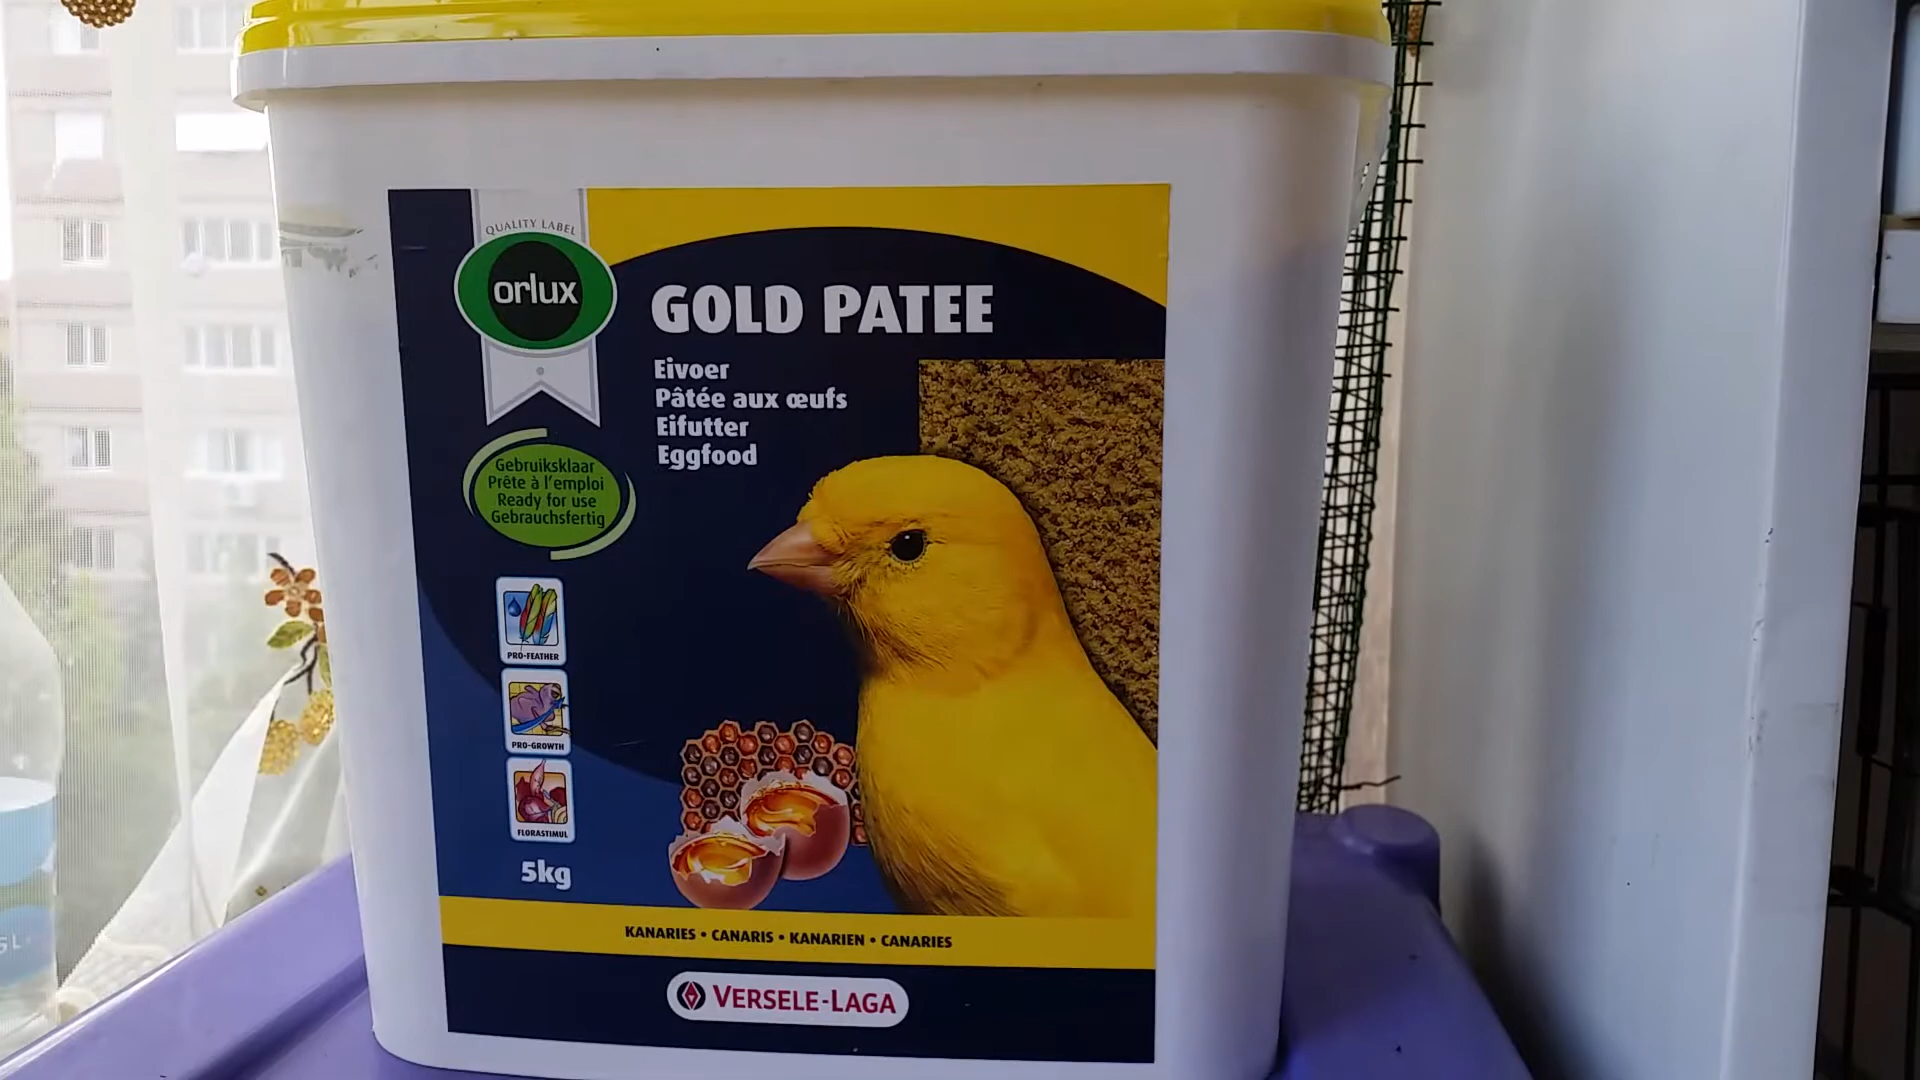 QUALITY LABEL
orlux
GOLD PATEE
Eivoer
Pâtée aux œufs
Eifutter
Eggfood
Gebruiksklaar
Prête à l'emploi
Ready for use
Gebrauchsfertig
PRO-FEATHER
PRO-GROWTH
FLORASTIMUL
5kg
KANARIES • CANARIS • KANARIEN • CANARIES
VERSELE-LAGA